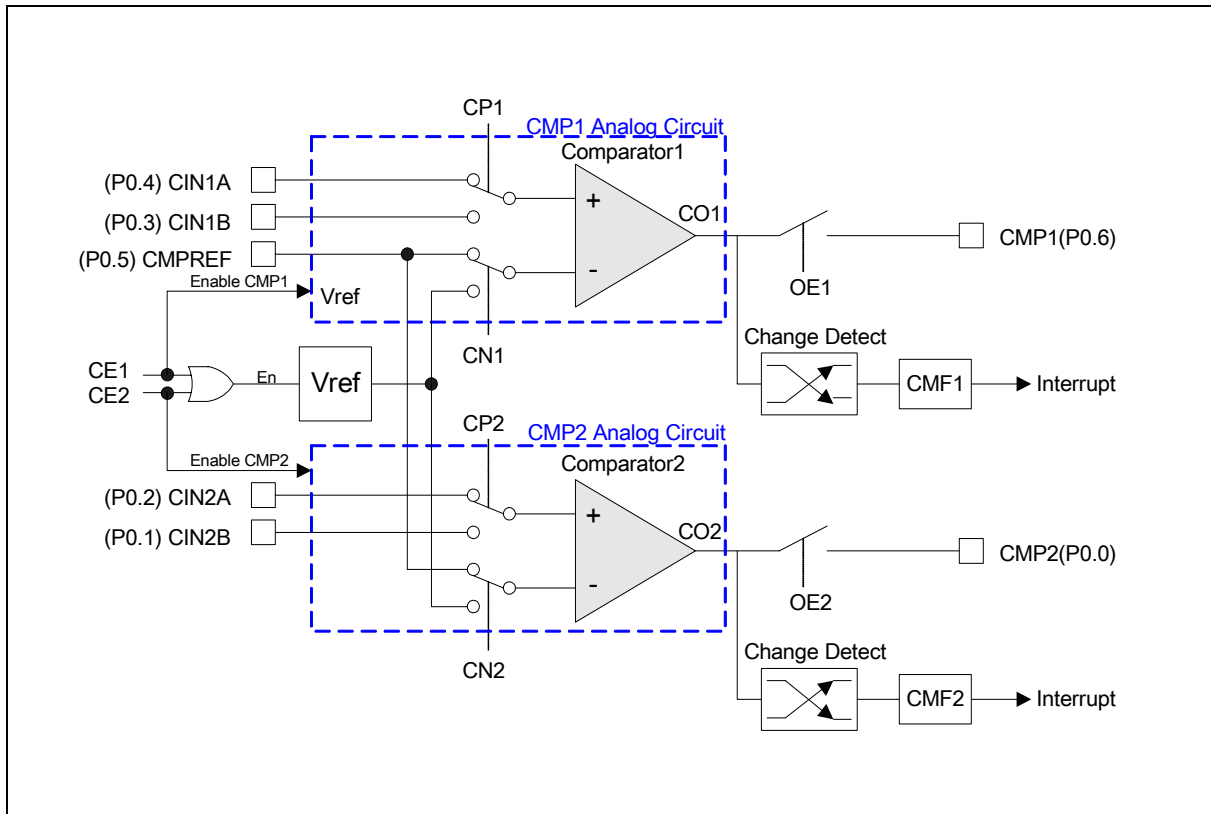 CP1
CMP1 Analog Circuit
Comparator1
(P0.4) CIN1A
+
CO1
(P0.3) CIN1B
CMP1(P0.6)
(P0.5) CMPREF
-
Enable CMP1
Vref
OE1
CN1
Change Detect
CE1
CE2
En
Vref
CMF1
Interrupt
CP2
CMP2 Analog Circuit
Enable CMP2
Comparator2
(P0.2) CIN2A
+
CO2
(P0.1) CIN2B
CMP2(P0.0)
-
OE2
CN2
Change Detect
CMF2
Interrupt